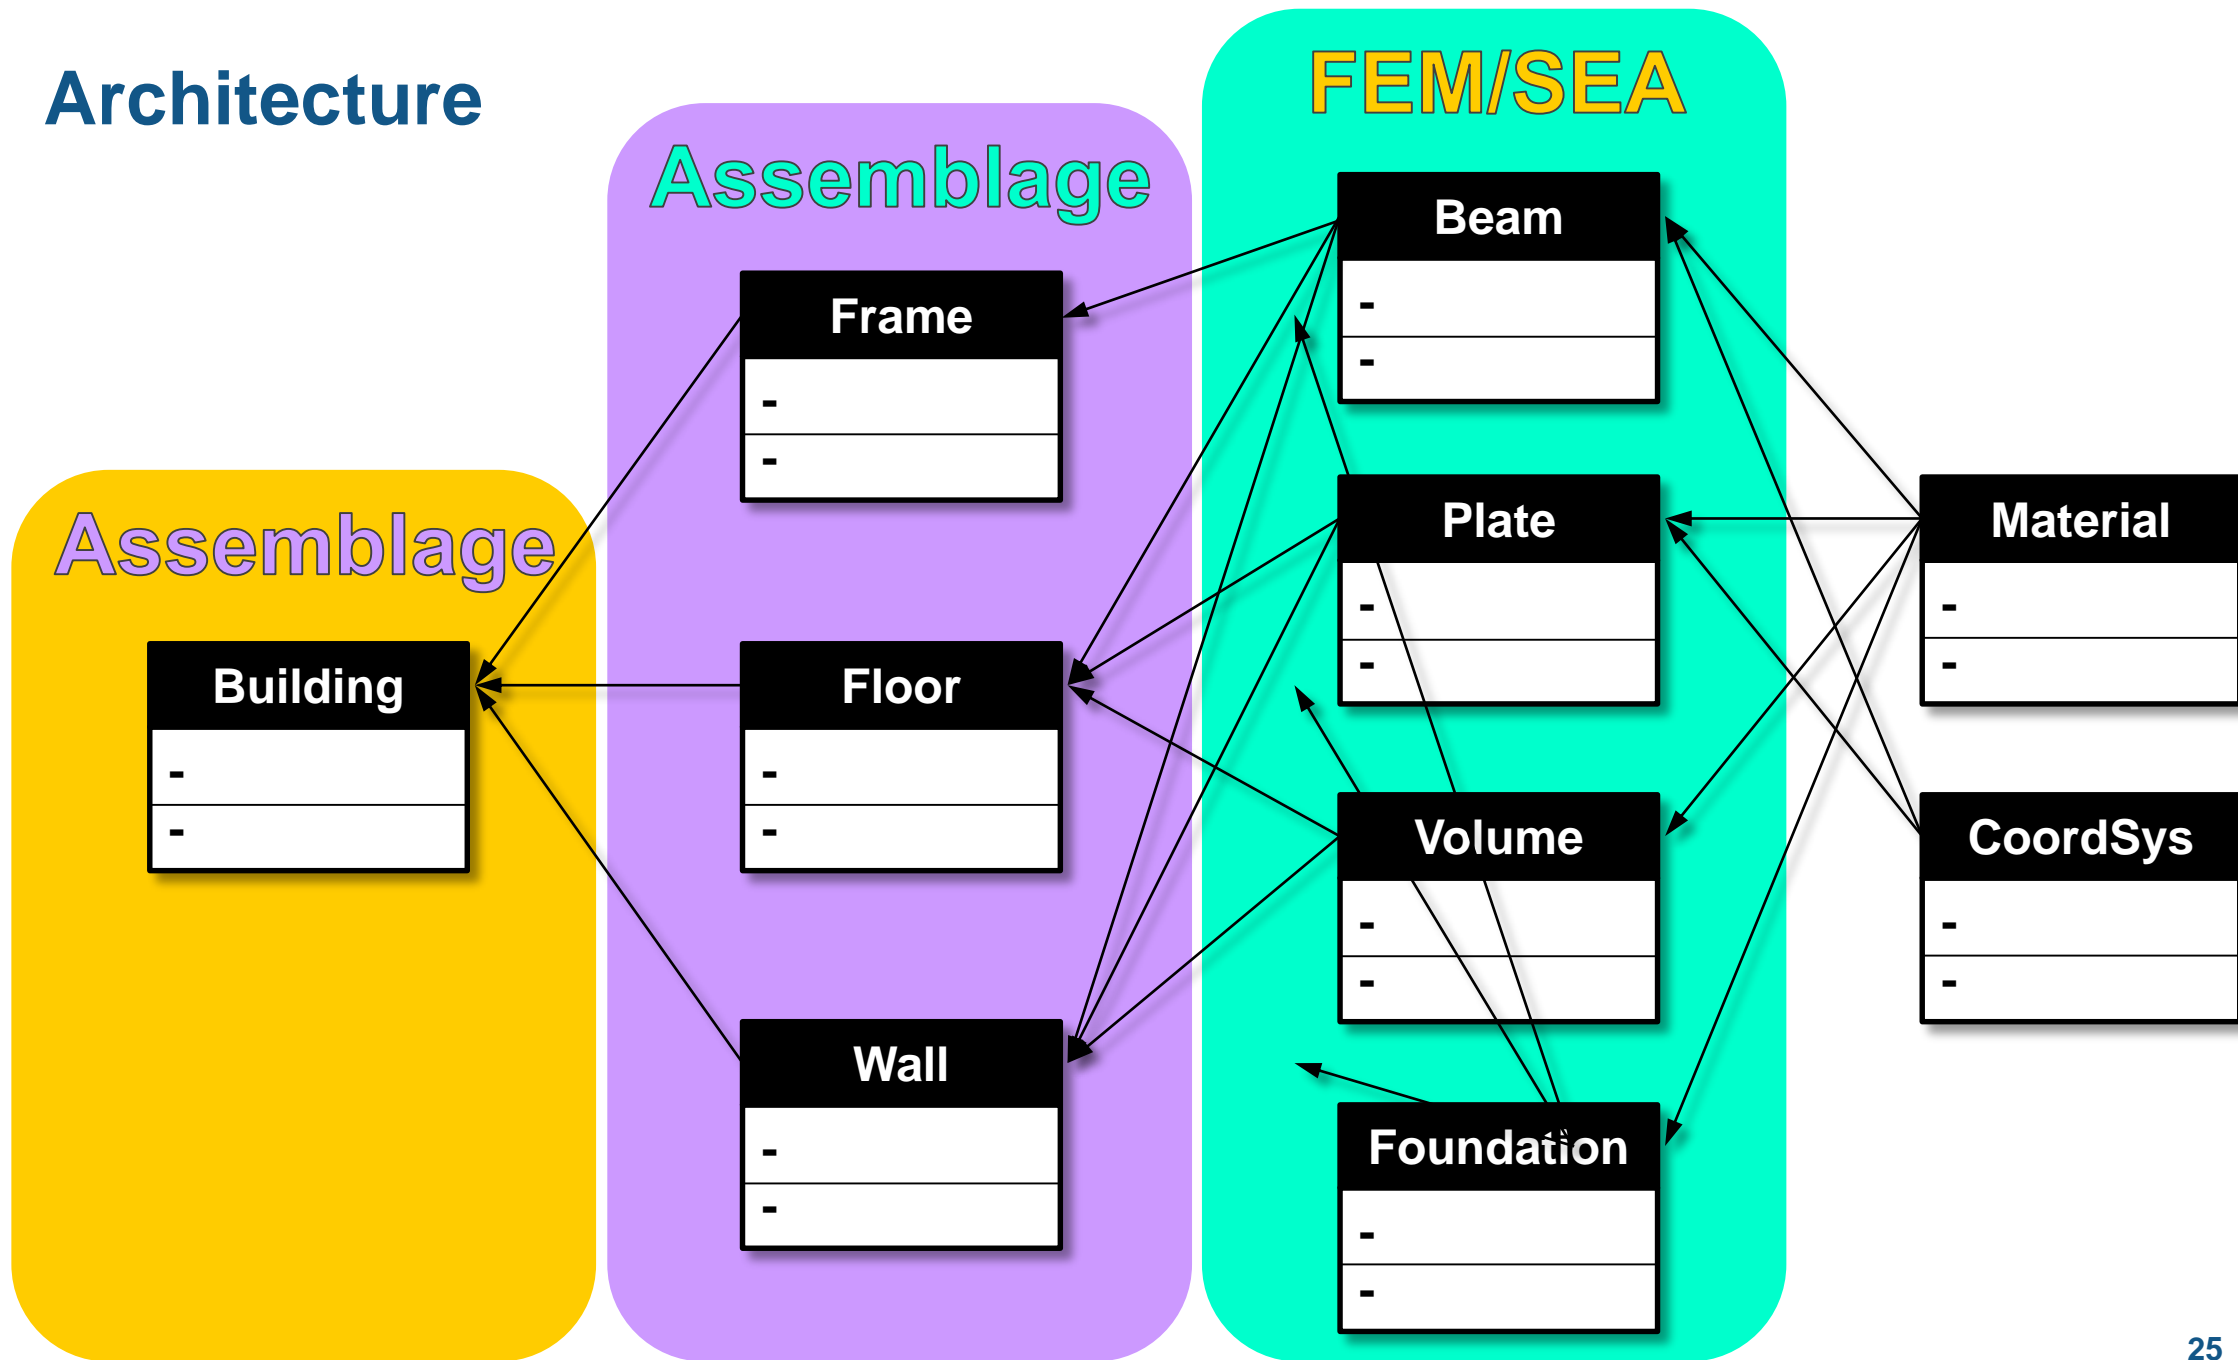 Architecture
Assemblage
Building
-
-
Assemblage
Frame
-
-
Floor
-
-
Wall
-
-
FEM/SEA
Beam
-
-
Plate
-
-
Volume
-
-
Foundation
-
-
Material
-
-
CoordSys
-
-
25